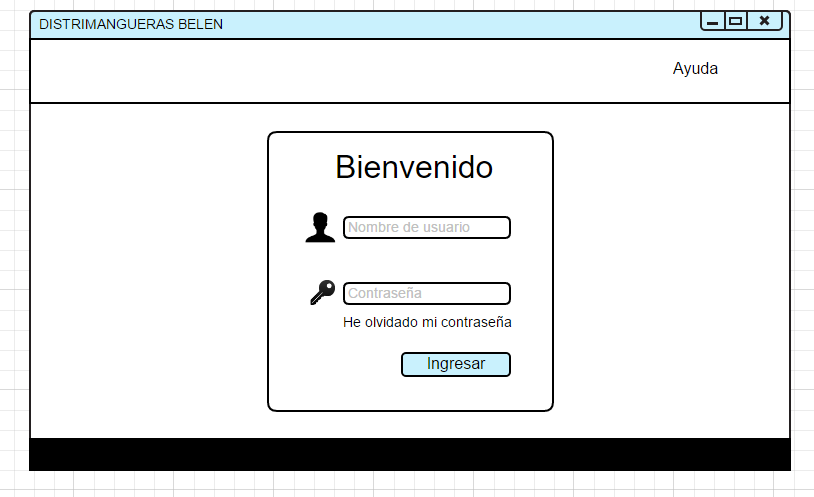 DISTRIMANGUERAS BELEN
Ayuda
Bienvenido
Nombre de usuario
Contraseña
He olvidado mi contraseña
Ingresar